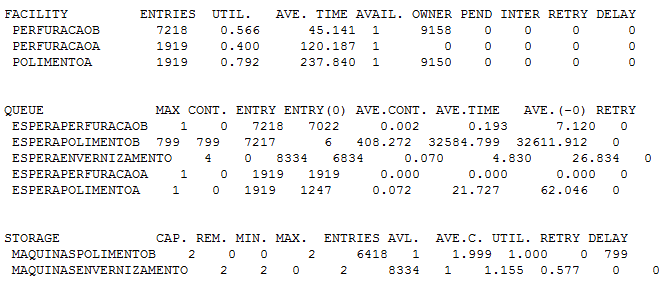 FACILITY ENTRIES UTIL. AVE. TIME AVAIL. OWNER PEND INTER RETRY DELAY
PERFURACAOB 7218 0.566 45.141 1 9158 0 0 0 0
PERFURACAOA 1919 0.400 120.187 1 0 0 0 0 0
POLIMENTOA 1919 0.792 237.840 1 9150 0 0 0 0
QUEUE MAX CONT. ENTRY ENTRY(0) AVE.CONT. AVE.TIME AVE.(-0) RETRY
ESPERAPERFURACAOB 1 0 7218 7022 0.002 0.193 7.120 0
ESPERAPOLIMENTOB 799 799 7217 6 408.272 32584.799 32611.912 0
ESPERAENVERNIZAMENTO 4 0 8334 6834 0.070 4.830 26.834 0
ESPERAPERFURACAOA 1 0 1919 1919 0.000 0.000 0.000 0
ESPERAPOLIMENTOA 1 0 1919 1247 0.072 21.727 62.046 0
STORAGE CAP. REM. MIN. MAX. ENTRIES AVL. AVE.C. UTIL. RETRY DELAY
MAQUINASPOLIMENTOB 2 0 0 2 6418 1 1.999 1.000 0 799
MAQUINASENVERNIZAMENTO 2 2 0 2 8334 1 1.155 0.577 0 0